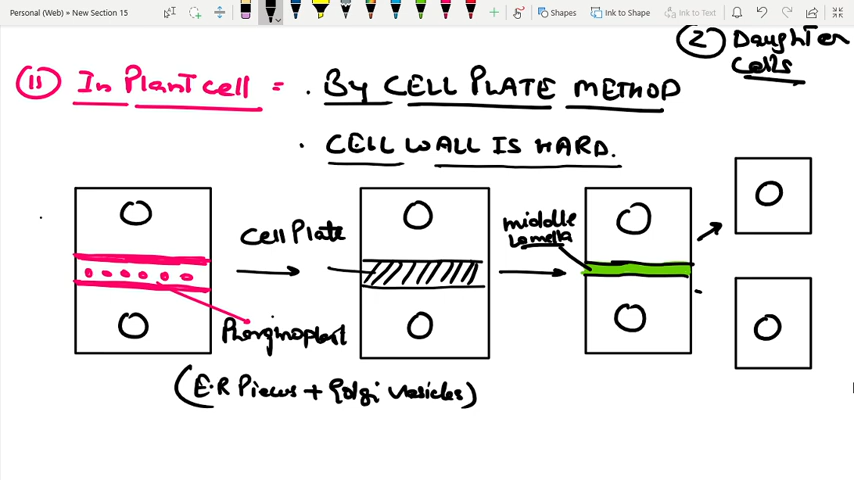 Personal (Web) » New Section 15
Shapes
Ink to Shape
Ink to Text
(2) Daughter
Cells
(11) In Plant cell = . By CELL PLATE METHOD
. CELL WALL IS HARD.
Cell Plate
middle
Lamella
Phragmoplast
(E.R Pieces + Golgi vesicles)